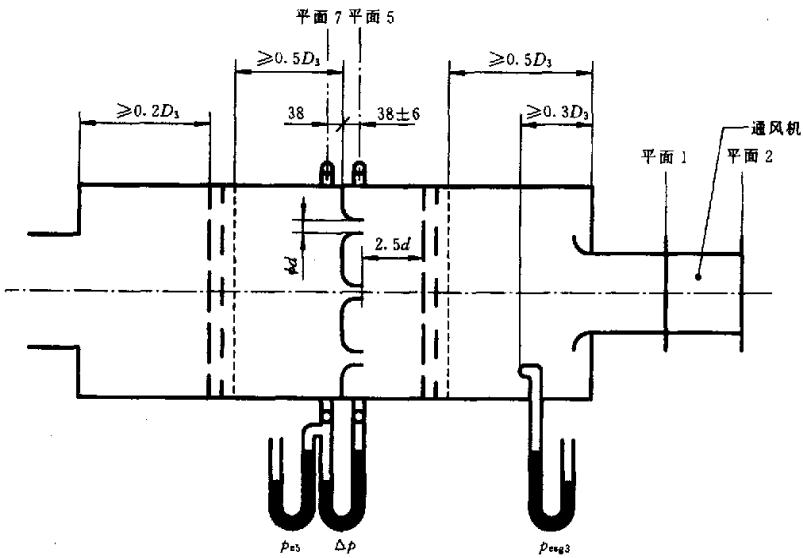 平面 7 平面 5
≥0.5D₃
≥0.5D₃
≥0.2D₃
38
38±6
≥0.3D₃
通风机
平面 1
平面 2
ϕd
2.5d
pₑ₅
Δp
pₑₛg₃